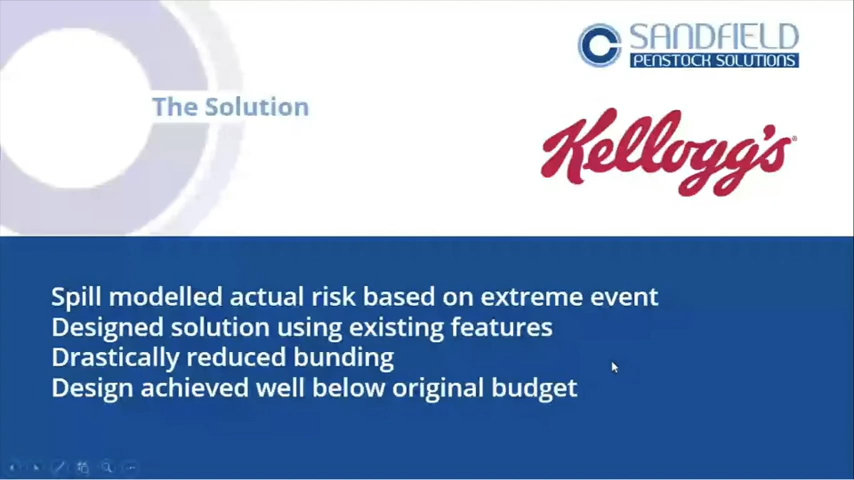 SANDFIELD
PENSTOCK SOLUTIONS
The Solution
Kellogg's
Spill modelled actual risk based on extreme event
Designed solution using existing features
Drastically reduced bunding
Design achieved well below original budget